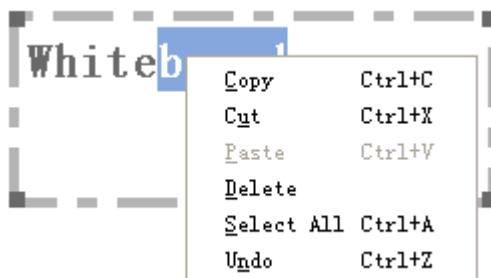 White
Copy Ctrl+C
Cut Ctrl+X
Paste Ctrl+V
Delete
Select All Ctrl+A
Undo Ctrl+Z